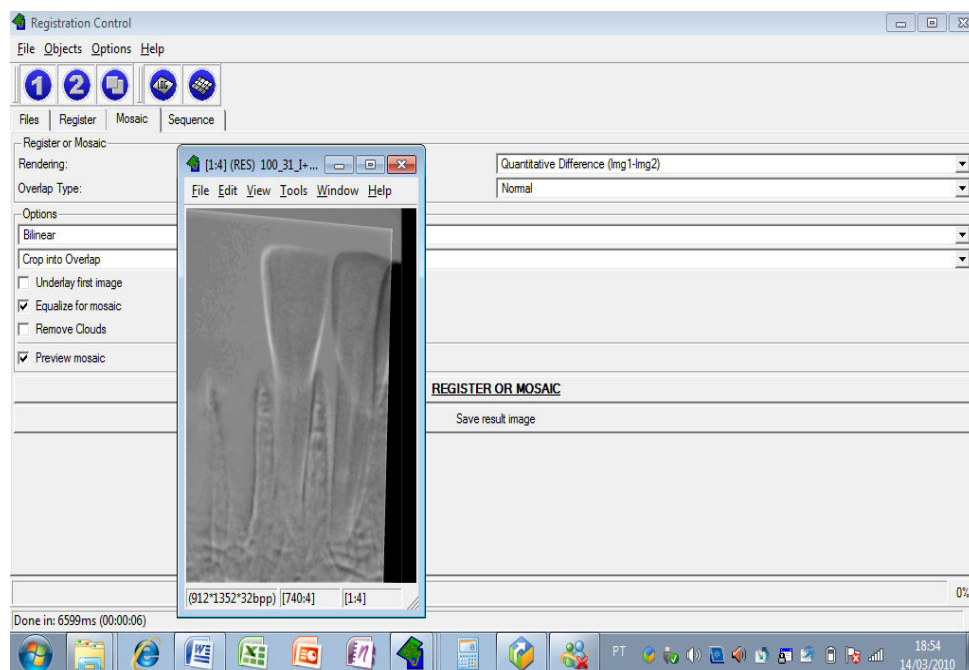 Registration Control
File Objects Options Help
1 2
Files Register Mosaic Sequence
Register or Mosaic
Rendering: Quantitative Difference (Img1-Img2)
Overlap Type: Normal
Options
Bilinear
Crop into Overlap
Underlay first image
Equalize for mosaic
Remove Clouds
Preview mosaic
REGISTER OR MOSAIC
Save result image
[1:4] (RES) 100_31_I+...
File Edit View Tools Window Help
(912*1352*32bpp) [740:4] [1:4]
0%
Done in: 6599ms (00:00:06)
PT 18:54
14/03/2010